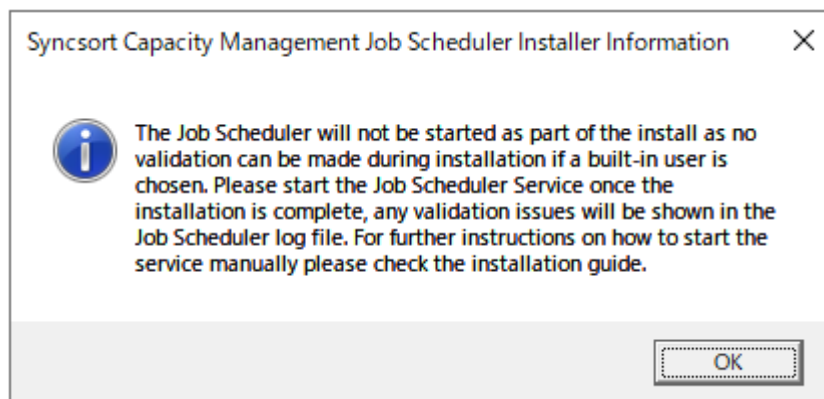 Syncsort Capacity Management Job Scheduler Installer Information
The Job Scheduler will not be started as part of the install as no
validation can be made during installation if a built-in user is
chosen. Please start the Job Scheduler Service once the
installation is complete, any validation issues will be shown in the
Job Scheduler log file. For further instructions on how to start the
service manually please check the installation guide.
OK